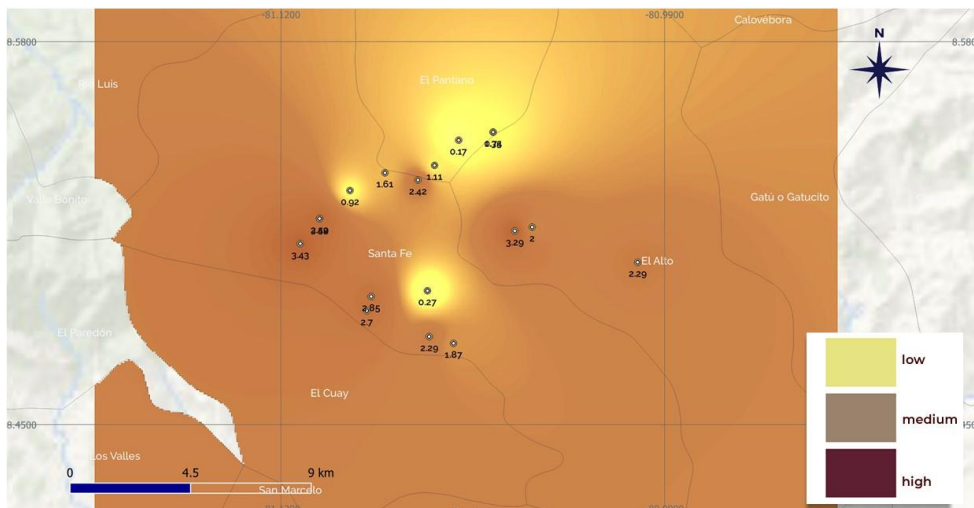 -81.1200
-80.9900
Calovébora
N
8.5800
8.58
El Pantano
Luis
0.17
1.11
1.61
2.42
0.92
Valle Bonito
Gatú o Gatucito
3.29
2
3.43
Santa Fe
El Alto
2.29
0.27
2.85
2.7
El Paredón
2.29
1.87
low
El Cuay
medium
8.4500
Los Valles
0
4.5
9 km
high
San Marcelo